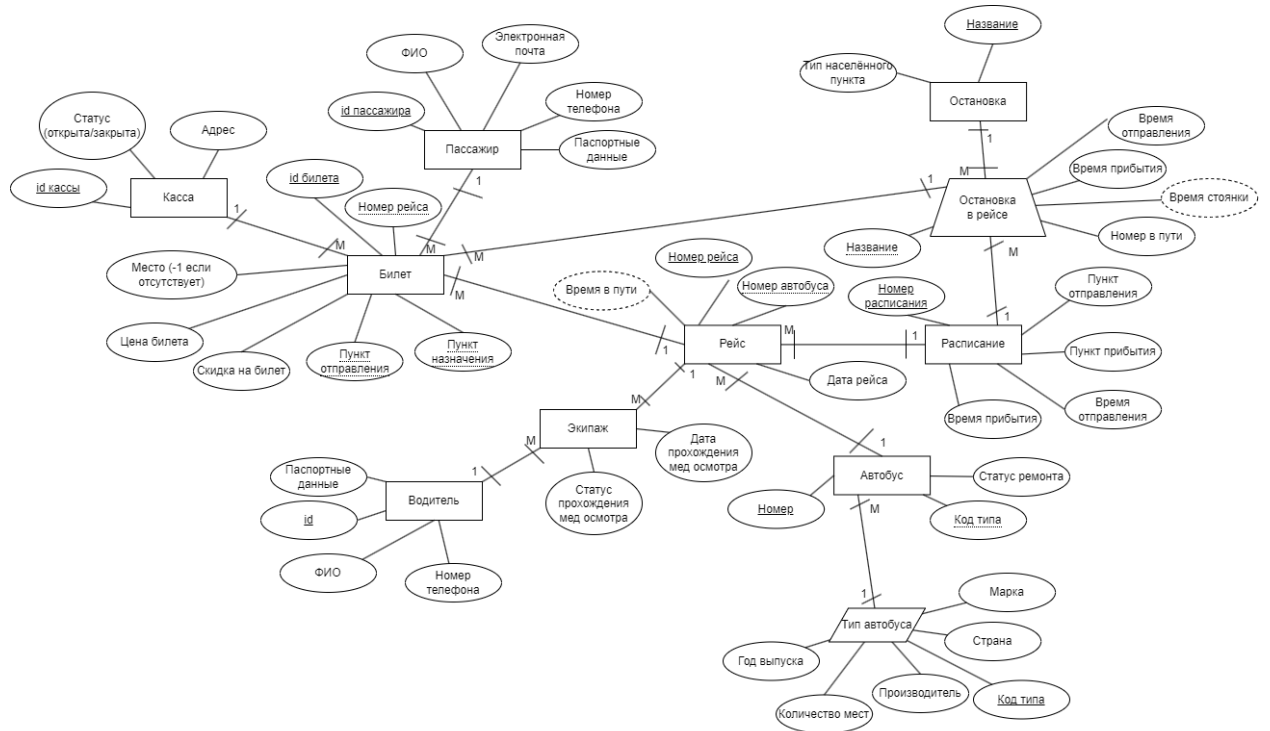 Название
Тип населённого
пункта
Остановка
Электронная
почта
ФИО
id пассажира
Номер
телефона
Пассажир
Паспортные
данные
Статус
(открыта/закрыта)
Адрес
id кассы
Касса
id билета
Номер рейса
Билет
Место (-1 если
отсутствует)
Цена билета
Скидка на билет
Пункт
отправления
Пункт
назначения
1
M
1
M
1
M
Время
отправления
Время прибытия
Время стоянки
Номер в пути
Остановка
в рейсе
Название
1
M
M
1
Номер рейса
Время в пути
Номер автобуса
Рейс
Дата рейса
M
1
M
1
Номер
расписания
Расписание
Пункт
отправления
Пункт прибытия
Время
отправления
Время прибытия
1
M
Экипаж
Дата
прохождения
мед осмотра
Статус
прохождения
мед осмотра
M
1
Паспортные
данные
id
Водитель
ФИО
Номер
телефона
M
1
Автобус
Статус ремонта
Номер
Код типа
M
1
Тип автобуса
Марка
Страна
Год выпуска
Количество мест
Производитель
Код типа